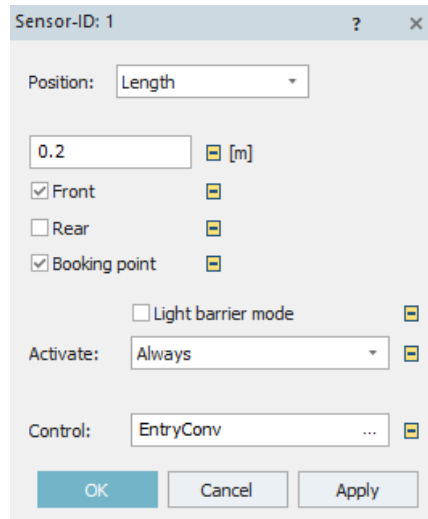 Sensor-ID: 1 ?
Position: Length
0.2 [m]
Front
Rear
Booking point
Light barrier mode
Activate: Always
Control: EntryConv ...
OK Cancel Apply